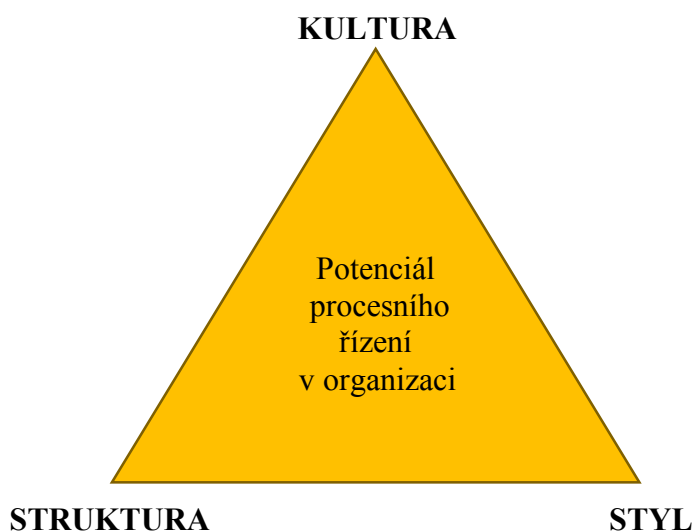 KULTURA
Potenciál
procesního
řízení
v organizaci
STRUKTURA
STYL